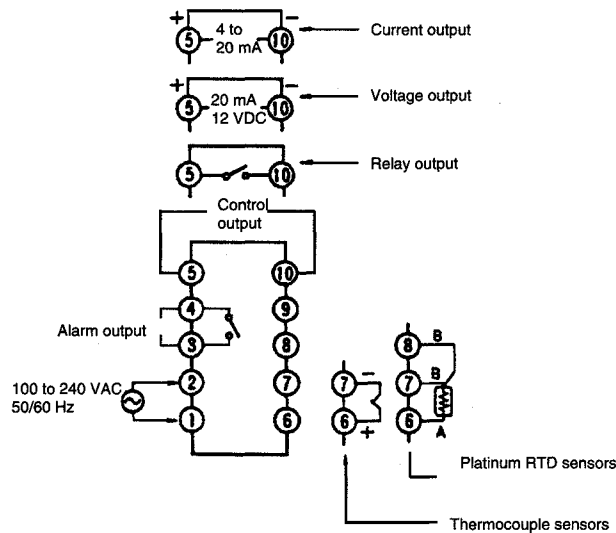 + −
4 to
5 20 mA 10
Current output
+ −
20 mA
5 12 VDC 10
Voltage output
5 10
Relay output
Control
output
5 10
4 9
Alarm output
3 8
2 7
100 to 240 VAC
50/60 Hz
1 6
7 −
6 +
8 B
7 B
6 A
Platinum RTD sensors
Thermocouple sensors